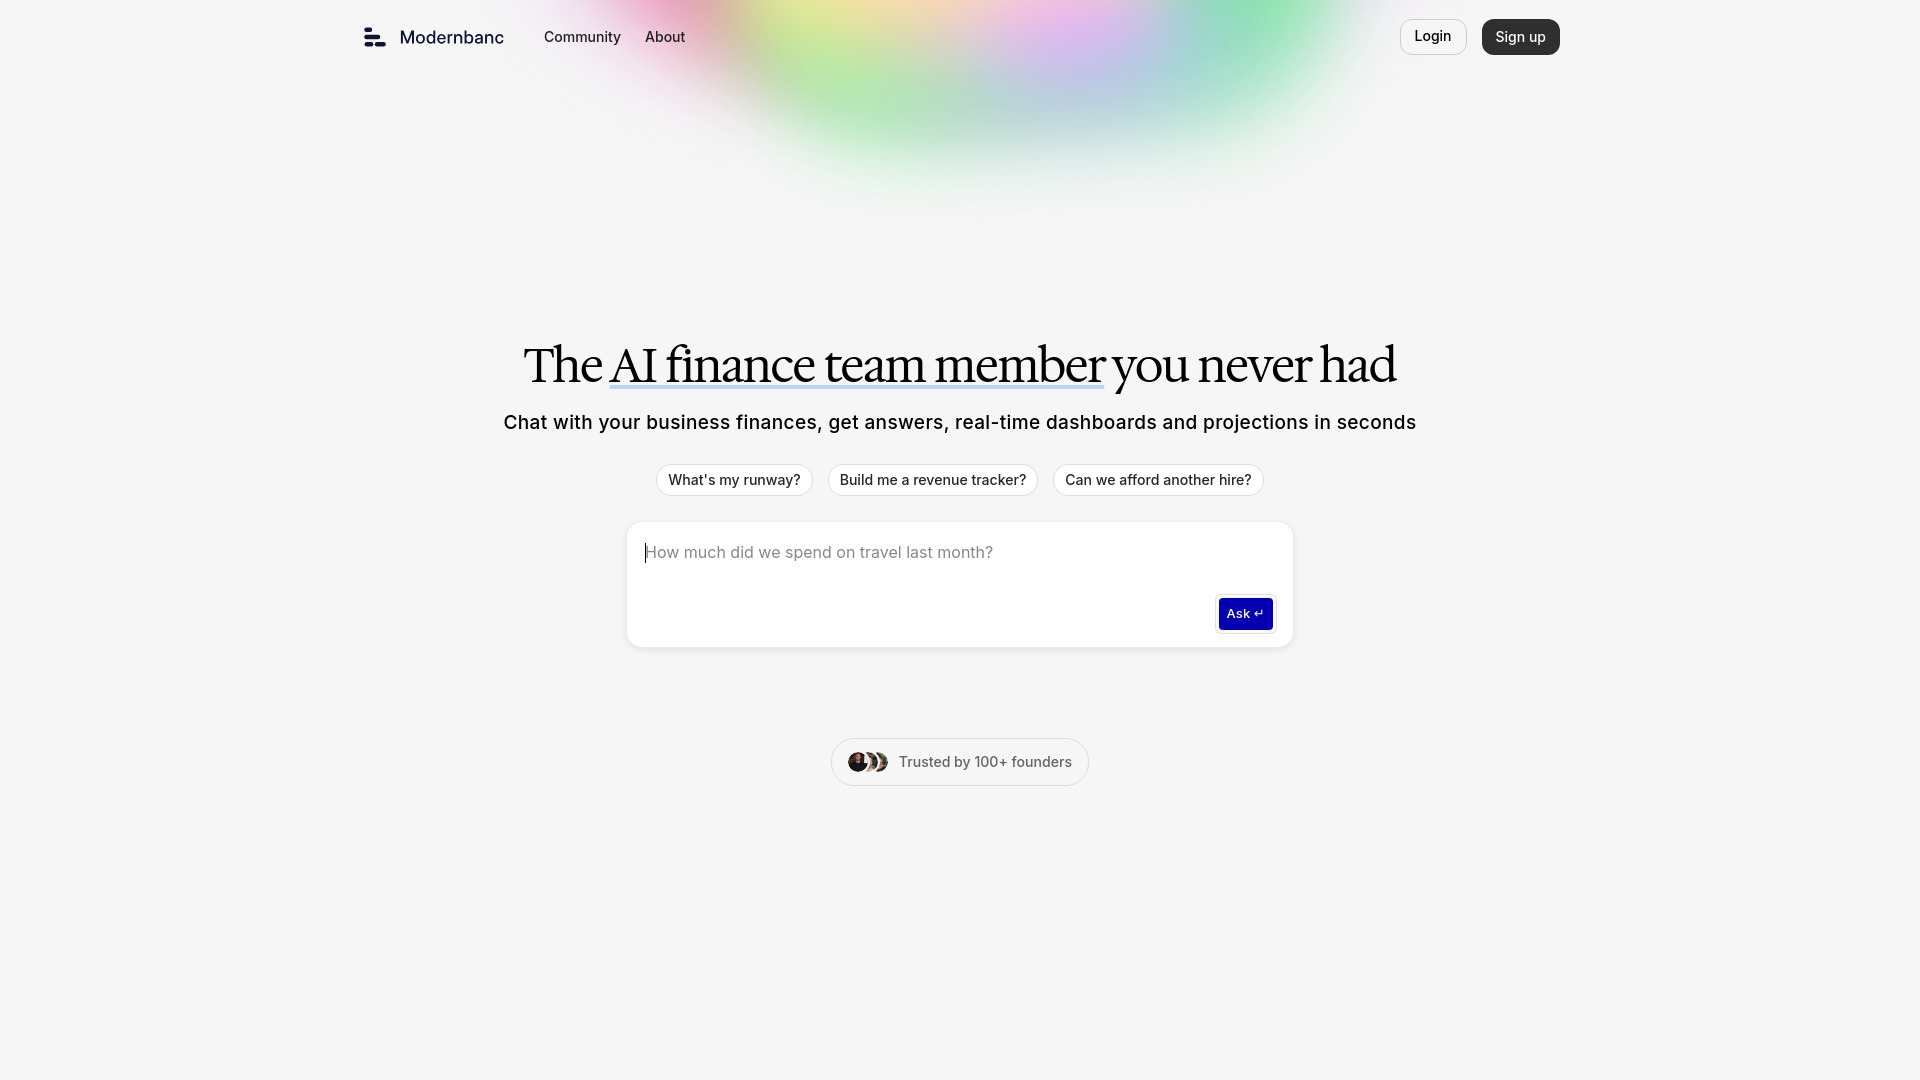 Modernbanc Community About Login Sign up
The AI finance team member you never had
Chat with your business finances, get answers, real-time dashboards and projections in seconds
What's my runway? Build me a revenue tracker? Can we afford another hire?
How much did we spend on travel last month?
Ask ↵
Trusted by 100+ founders